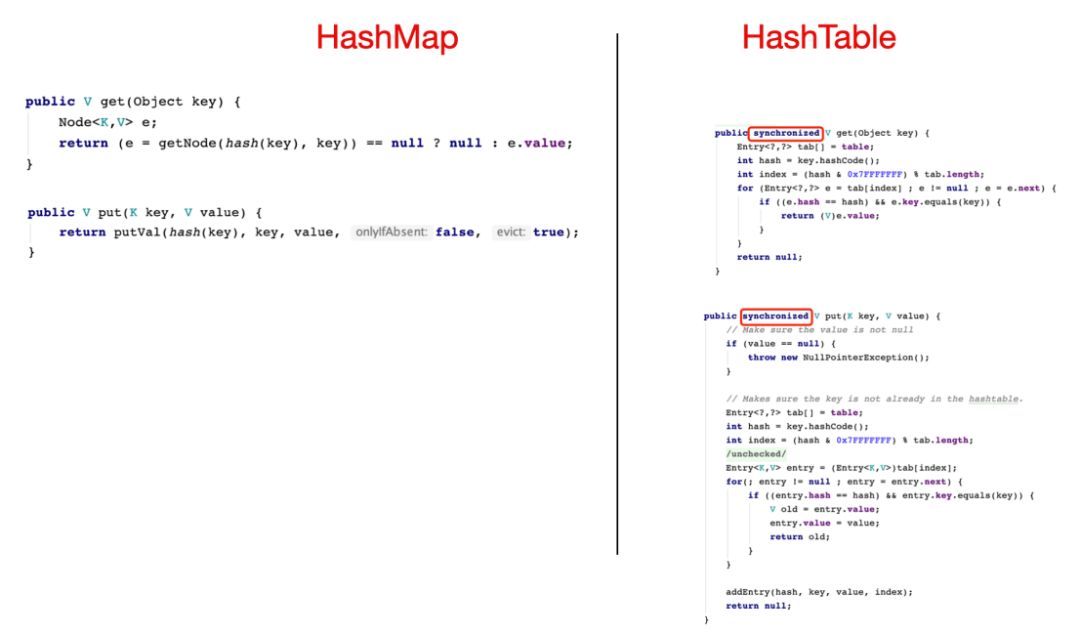 HashMap
public V get(Object key) {
Node<K,V> e;
return (e = getNode(hash(key), key)) == null ? null : e.value;
}
public V put(K key, V value) {
return putVal(hash(key), key, value, onlyIfAbsent: false, evict: true);
}
HashTable
public synchronized V get(Object key) {
Entry<?,?> tab[] = table;
int hash = key.hashCode();
int index = (hash & 0x7FFFFFFF) % tab.length;
for (Entry<?,?> e = tab[index] ; e != null ; e = e.next) {
if ((e.hash == hash) && e.key.equals(key)) {
return (V)e.value;
}
}
return null;
}
public synchronized V put(K key, V value) {
// Make sure the value is not null
if (value == null) {
throw new NullPointerException();
}
// Makes sure the key is not already in the hashtable.
Entry<?,?> tab[] = table;
int hash = key.hashCode();
int index = (hash & 0x7FFFFFFF) % tab.length;
/unchecked/
Entry<K,V> entry = (Entry<K,V>)tab[index];
for(; entry != null ; entry = entry.next) {
if ((entry.hash == hash) && entry.key.equals(key)) {
V old = entry.value;
entry.value = value;
return old;
}
}
addEntry(hash, key, value, index);
return null;
}